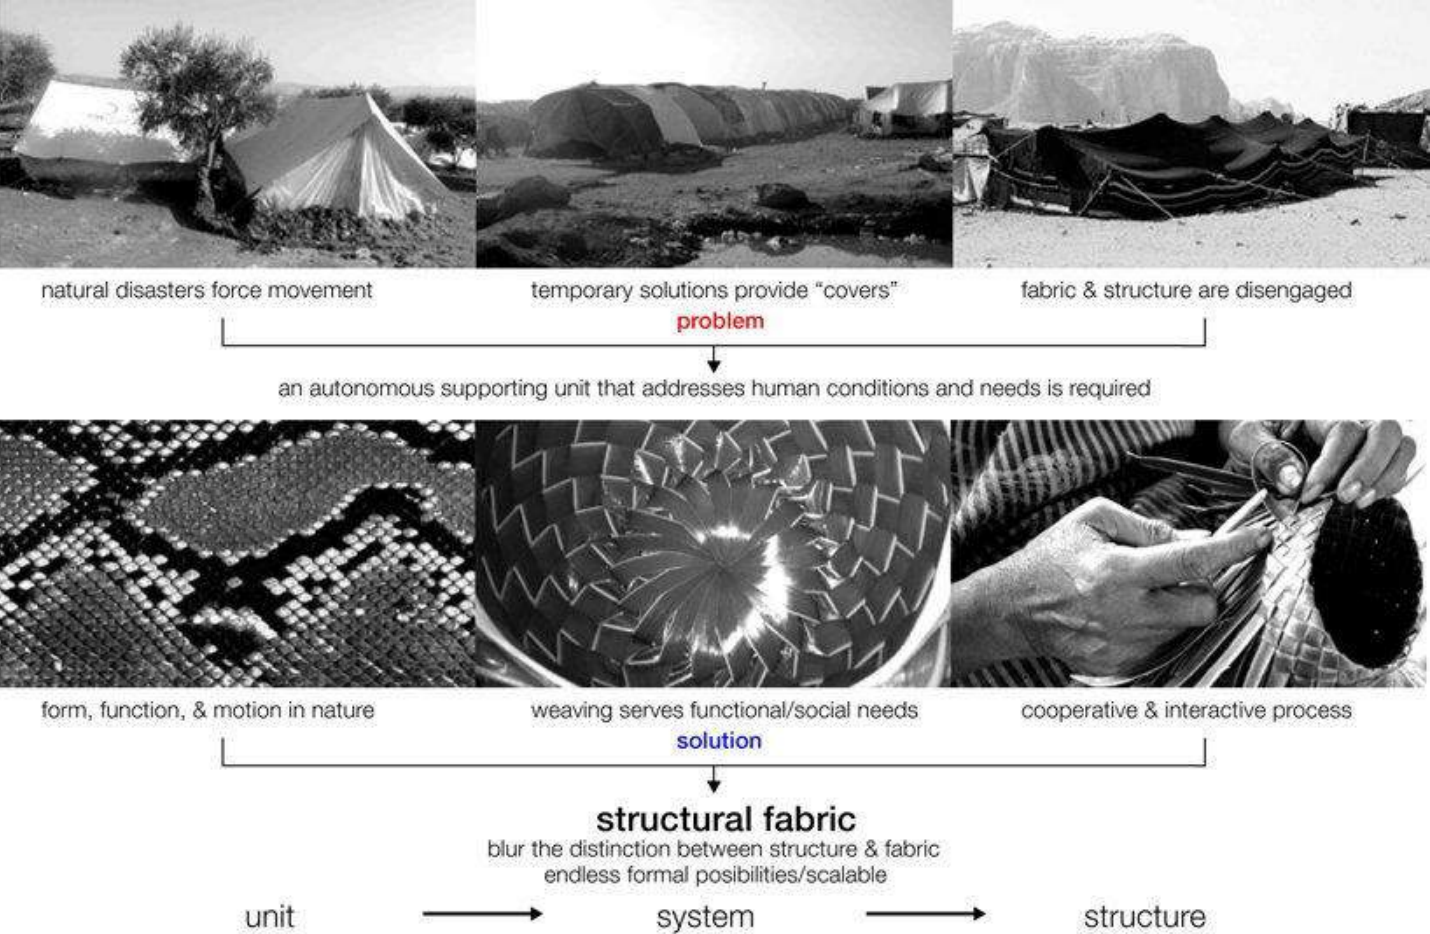 natural disasters force movement
temporary solutions provide “covers”
fabric & structure are disengaged
problem
an autonomous supporting unit that addresses human conditions and needs is required
form, function, & motion in nature
weaving serves functional/social needs
cooperative & interactive process
solution
structural fabric
blur the distinction between structure & fabric
endless formal posibilities/scalable
unit
system
structure